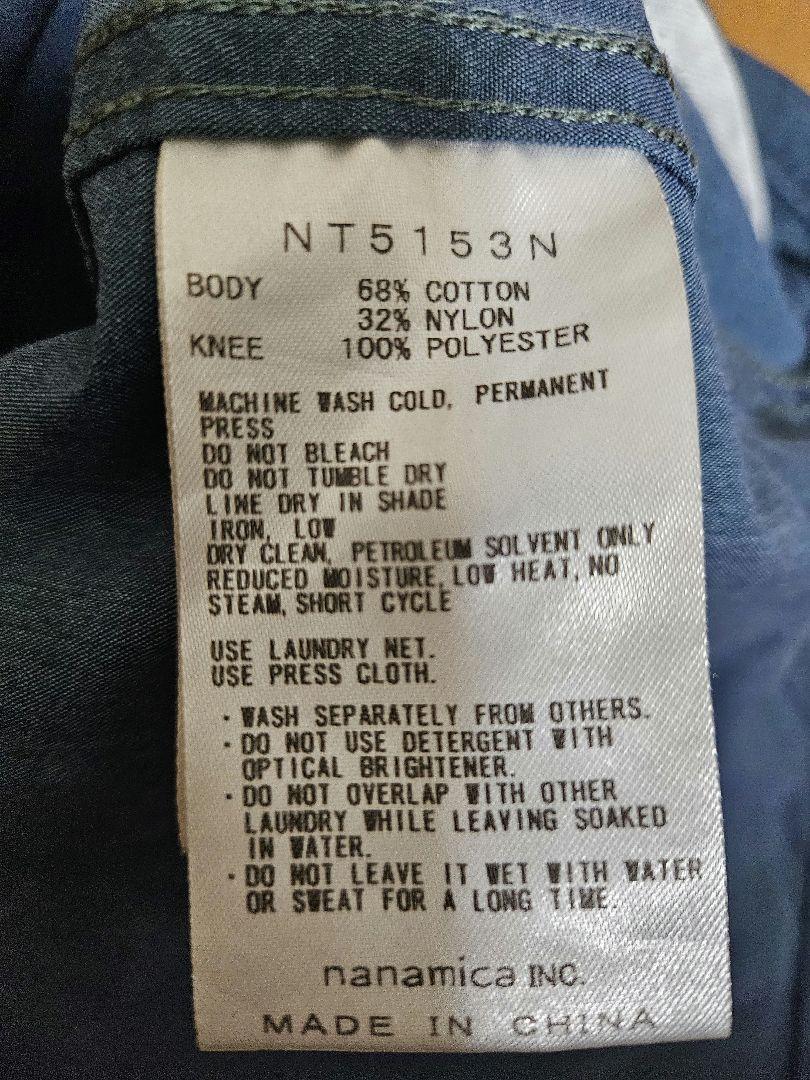 NT5153N
BODY 68% COTTON
32% NYLON
KNEE 100% POLYESTER
MACHINE WASH COLD, PERMANENT
PRESS
DO NOT BLEACH
DO NOT TUMBLE DRY
LINE DRY IN SHADE
IRON, LOW
DRY CLEAN, PETROLEUM SOLVENT ONLY
REDUCED MOISTURE, LOW HEAT, NO
STEAM, SHORT CYCLE
USE LAUNDRY NET.
USE PRESS CLOTH.
・WASH SEPARATELY FROM OTHERS.
・DO NOT USE DETERGENT WITH
OPTICAL BRIGHTENER.
・DO NOT OVERLAP WITH OTHER
LAUNDRY WHILE LEAVING SOAKED
IN WATER.
・DO NOT LEAVE IT WET WITH WATER
OR SWEAT FOR A LONG TIME.
nanamica INC.
MADE IN CHINA